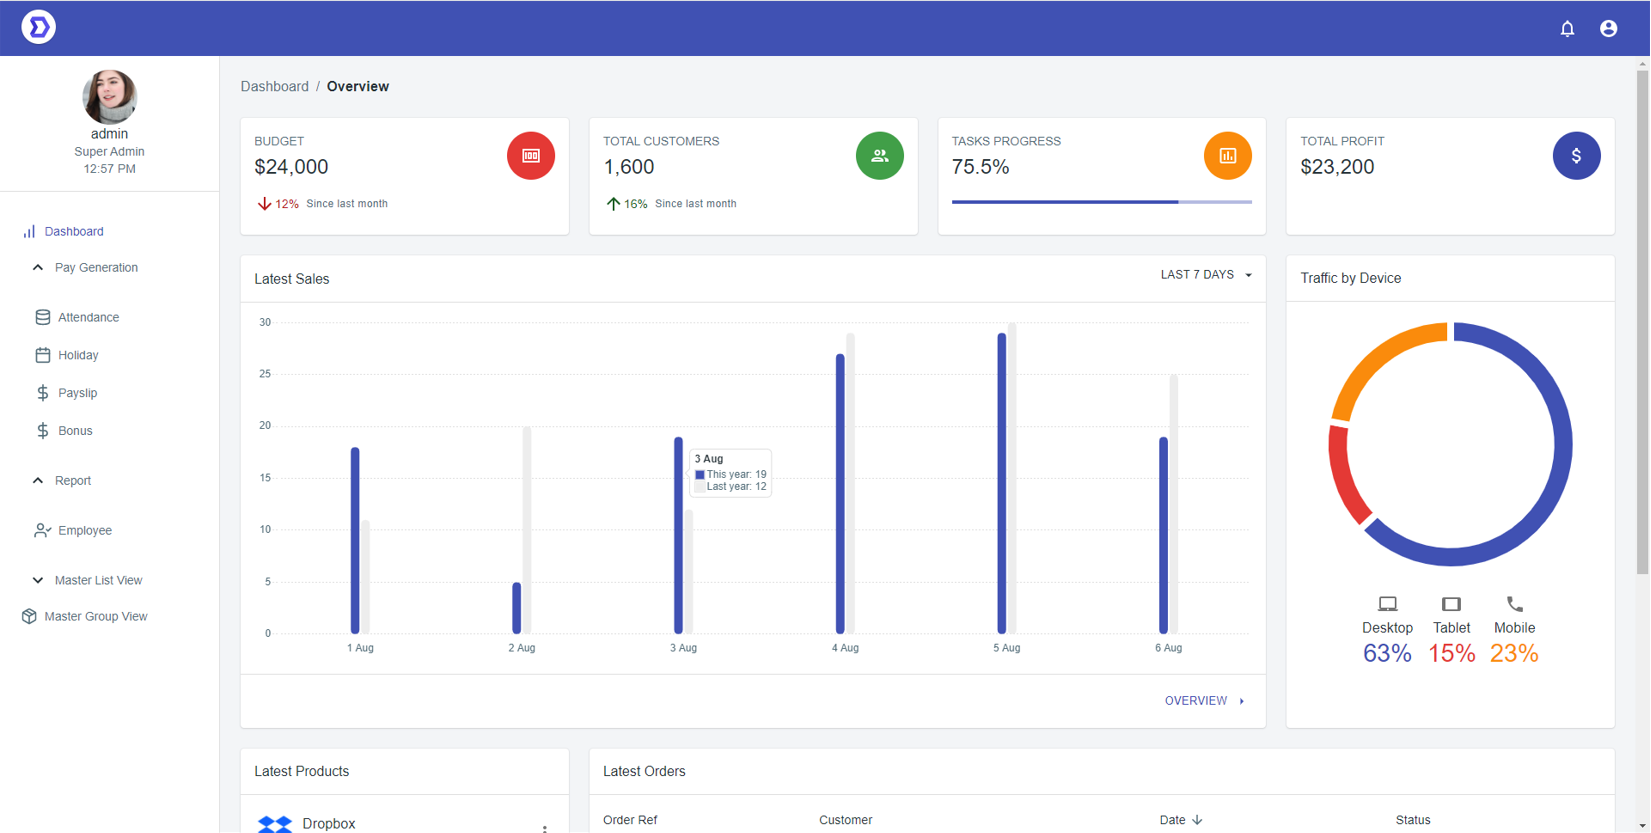 admin
Super Admin
12:57 PM
Dashboard
Pay Generation
Attendance
Holiday
Payslip
Bonus
Report
Employee
Master List View
Master Group View
Dashboard / Overview
BUDGET
$24,000
12% Since last month
TOTAL CUSTOMERS
1,600
16% Since last month
TASKS PROGRESS
75.5%
TOTAL PROFIT
$23,200
Latest Sales
LAST 7 DAYS
30
25
20
15
10
5
0
3 Aug
This year: 19
Last year: 12
1 Aug 2 Aug 3 Aug 4 Aug 5 Aug 6 Aug
OVERVIEW
Traffic by Device
Desktop Tablet Mobile
63% 15% 23%
Latest Products
Dropbox
Latest Orders
Order Ref Customer Date Status